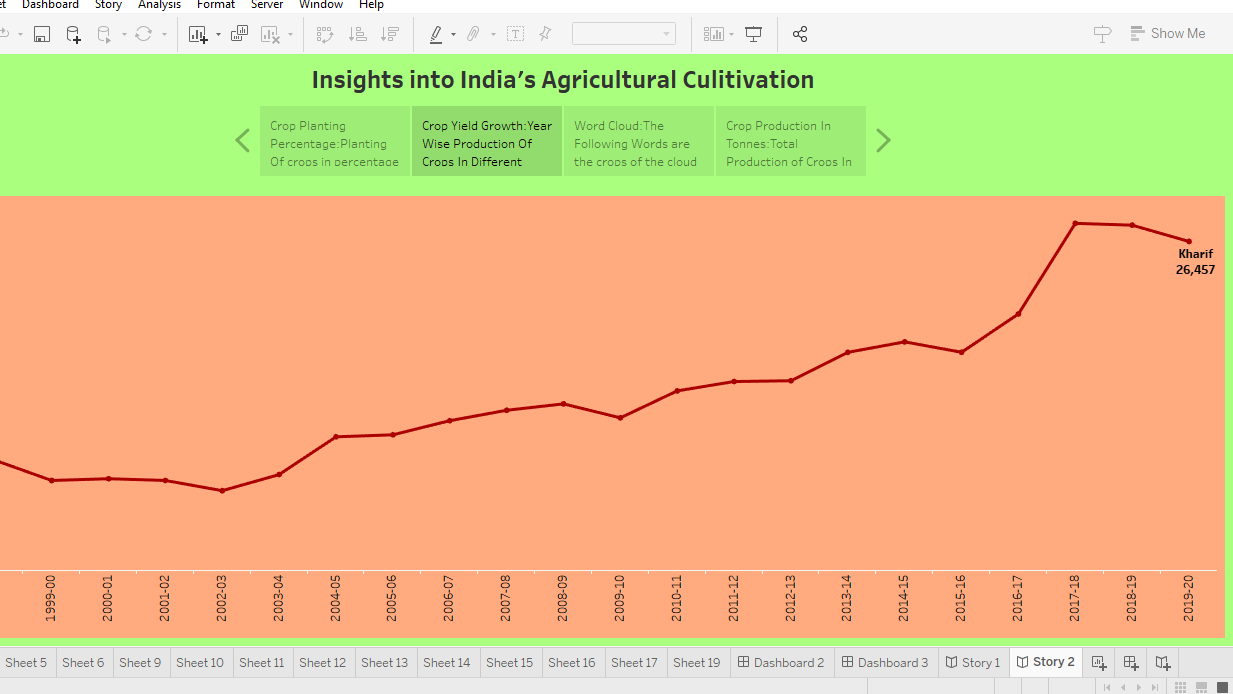 Dashboard Story Analysis Format Server Window Help
Show Me
Insights into India's Agricultural Culitivation
Crop Planting
Percentage:Planting
Of crops in percentage
Crop Yield Growth:Year
Wise Production Of
Crops In Different
Word Cloud:The
Following Words are
the crops of the cloud
Crop Production In
Tonnes:Total
Production of Crops In
Kharif
26,457
1999-00
2000-01
2001-02
2002-03
2003-04
2004-05
2005-06
2006-07
2007-08
2008-09
2009-10
2010-11
2011-12
2012-13
2013-14
2014-15
2015-16
2016-17
2017-18
2018-19
2019-20
Sheet 5 Sheet 6 Sheet 9 Sheet 10 Sheet 11 Sheet 12 Sheet 13 Sheet 14 Sheet 15 Sheet 16 Sheet 17 Sheet 19 Dashboard 2 Dashboard 3 Story 1 Story 2